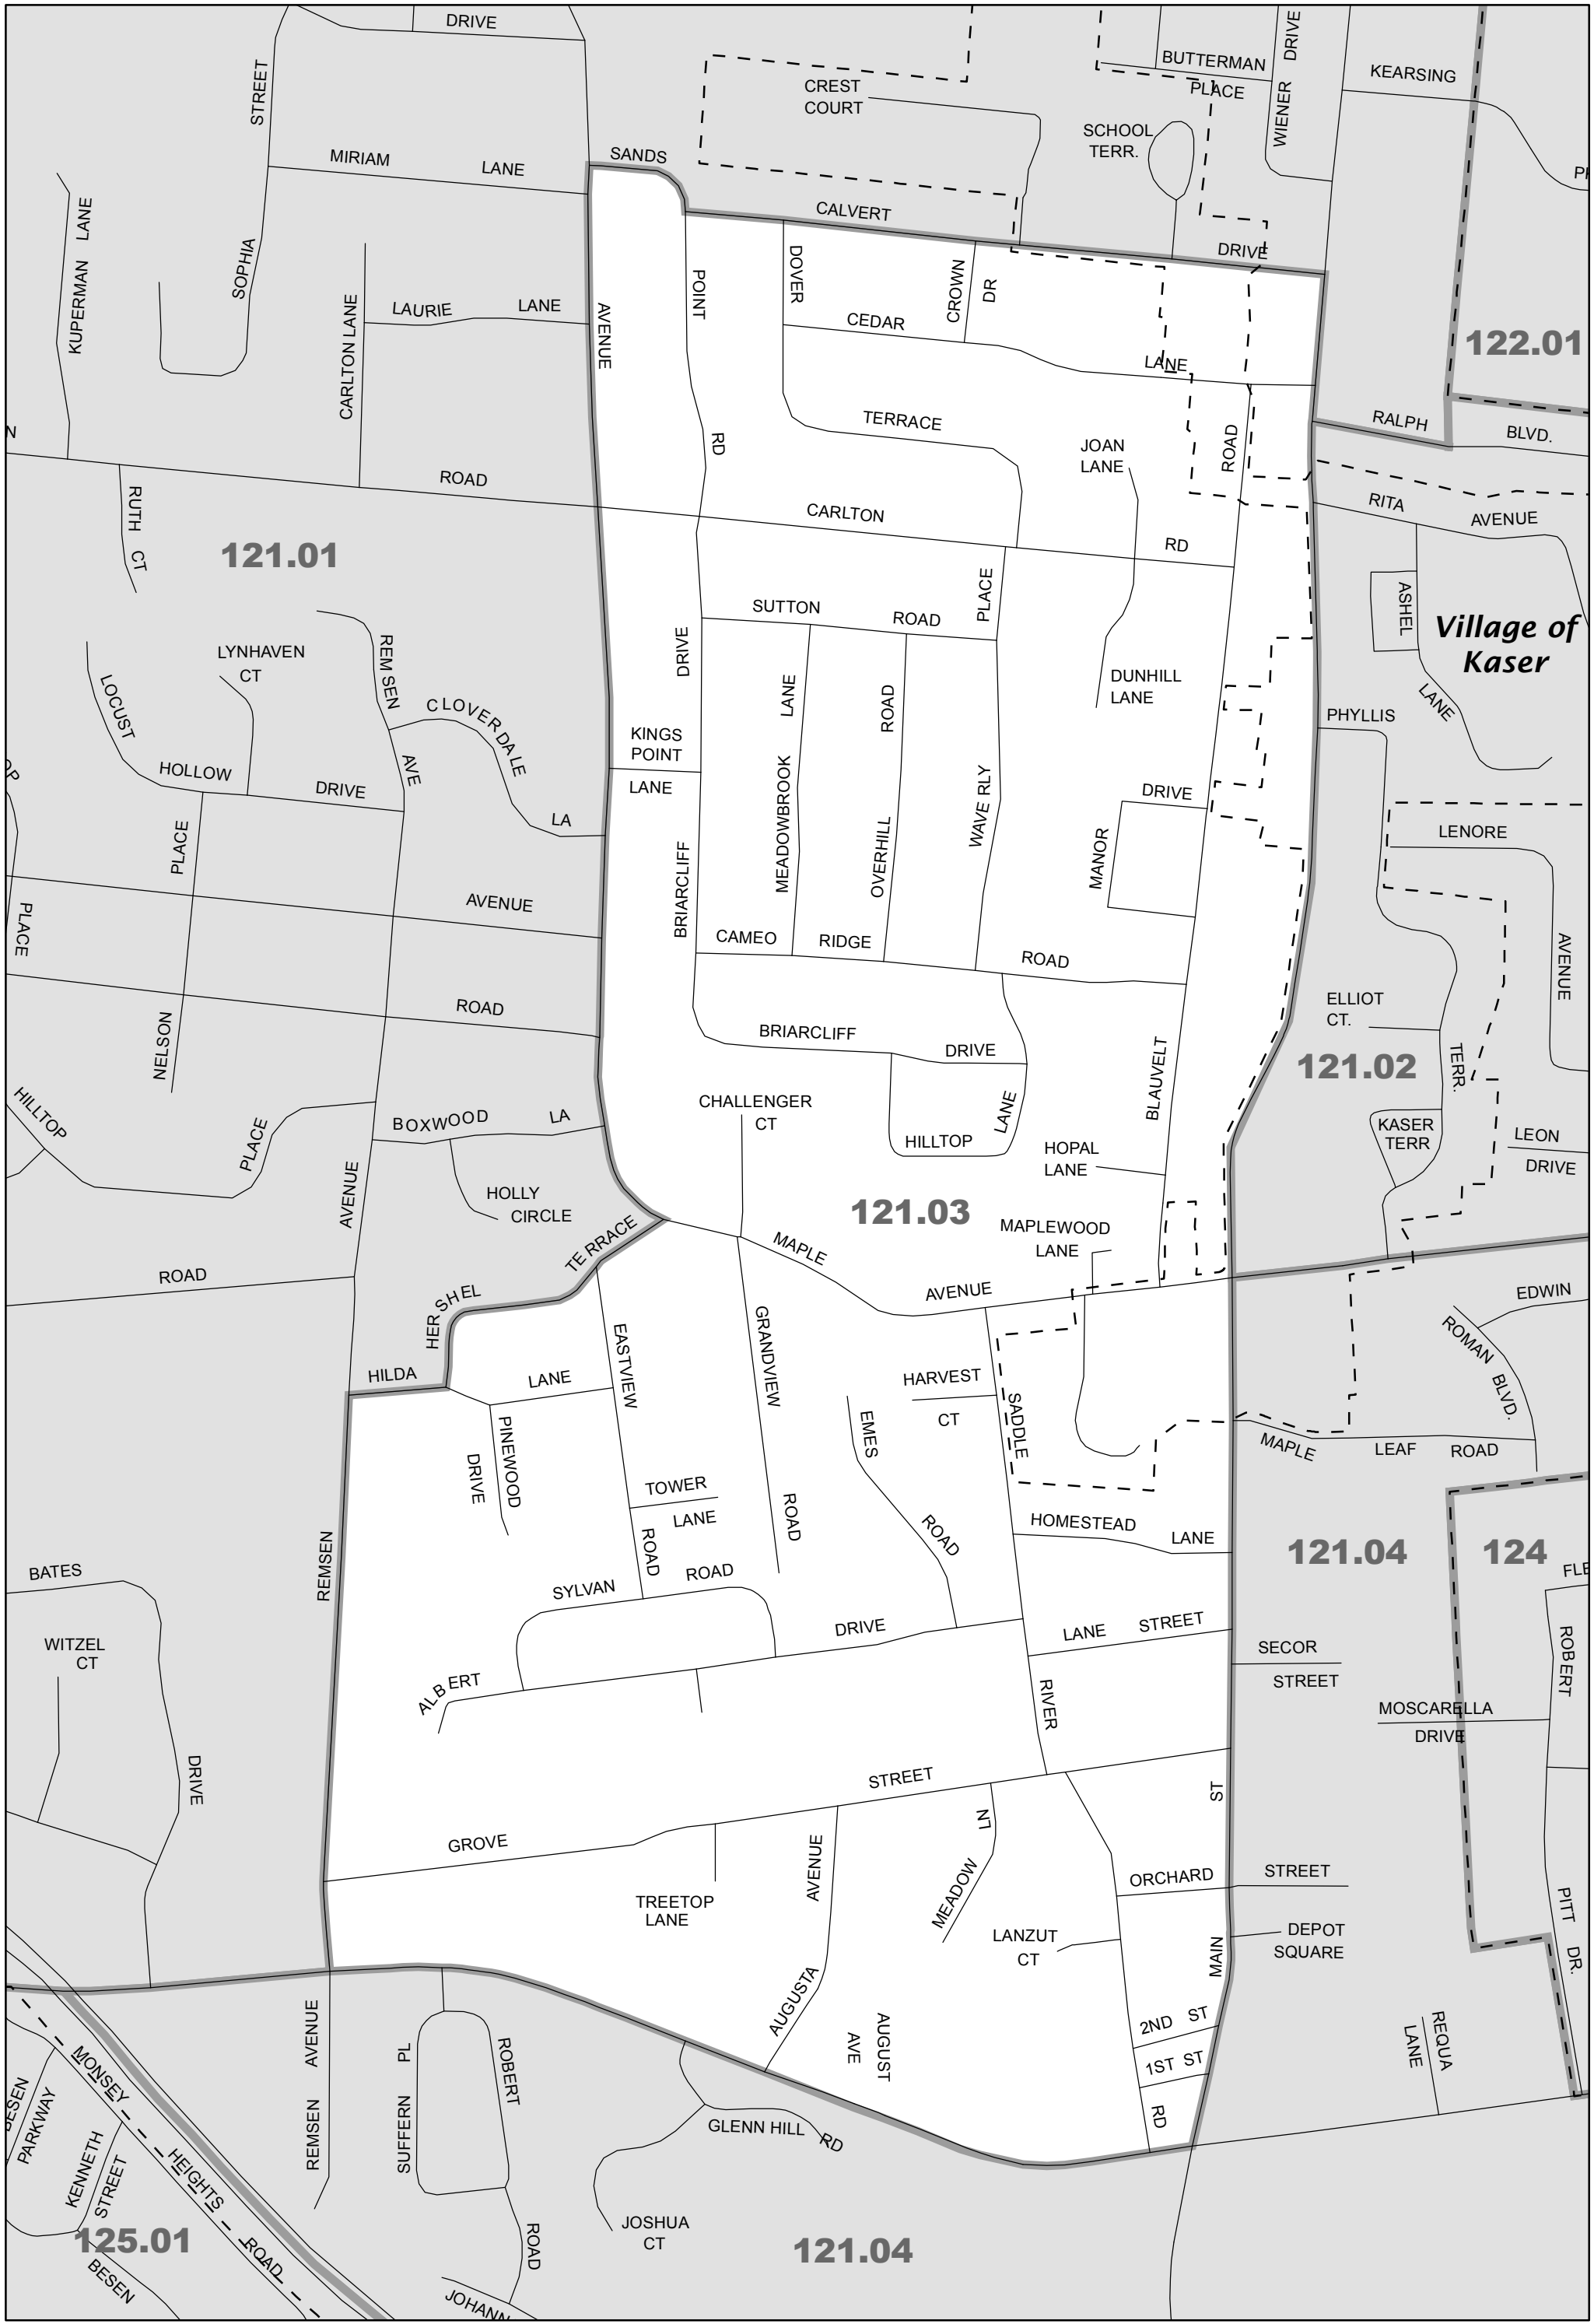 DRIVE
STREET
CREST
COURT
BUTTERMAN
PLACE
WIENER DRIVE
KEARSING
SCHOOL
TERR.
MIRIAM LANE
SANDS
CALVERT DRIVE
KUPERMAN LANE
SOPHIA
CARLTON LANE
LAURIE LANE
AVENUE
POINT
RD
DOVER
CROWN
DR
CEDAR
LANE
122.01
TERRACE
JOAN
LANE
ROAD
RALPH
BLVD.
N
ROAD
RUTH CT
121.01
CARLTON RD
RITA AVENUE
ASHEL
LANE
Village of
Kaser
SUTTON ROAD
PLACE
DRIVE
LOCUST
LYNHAVEN
CT
REMSEN
AVE
CLOVERDALE
LA
HOLLOW DRIVE
KINGS
POINT
LANE
MEADOWBROOK LANE
OVERHILL ROAD
WAVE RLY
DUNHILL
LANE
PHYLLIS
MANOR
DRIVE
LENORE
AVENUE
PLACE
AVENUE
PLACE
NELSON
ROAD
BRIARCLIFF
CAMEO RIDGE ROAD
ELLIOT
CT.
121.02
TERR.
BRIARCLIFF DRIVE
HILLTOP
LANE
BLAUVELT
CHALLENGER
CT
HOPAL
LANE
KASER
TERR
LEON
DRIVE
HILLTOP
PLACE
AVENUE
BOXWOOD LA
HOLLY
CIRCLE
121.03
MAPLEWOOD
LANE
TERRACE
HERSHEL
MAPLE
AVENUE
ROAD
EDWIN
ROMAN
BLVD.
HILDA
LANE
EASTVIEW
GRANDVIEW
HARVEST
CT
SADDLE
EMES
ROAD
PINEWOOD
DRIVE
MAPLE LEAF ROAD
TOWER
LANE
ROAD
ROAD
HOMESTEAD LANE
121.04
124
FLE
REMSEN
BATES
WITZEL
CT
DRIVE
SYLVAN ROAD
ALBERT DRIVE
LANE STREET
SECOR
STREET
RIVER
MOSCARELLA
DRIVE
ROBERT
GROVE STREET
ST
LN
MEADOW
AVENUE
AUGUSTA
TREETOP
LANE
ORCHARD STREET
LANZUT
CT
DEPOT
SQUARE
MAIN
PITT
DR.
2ND ST
1ST ST
RD
AUGUST
AVE
REQUA
LANE
REMSEN AVENUE
SUFFERN PL
ROBERT
ROAD
GLENN HILL RD
JOSHUA
CT
121.04
BESEN
PARKWAY
MONSEY
HEIGHTS
ROAD
KENNETH
STREET
125.01
BESEN